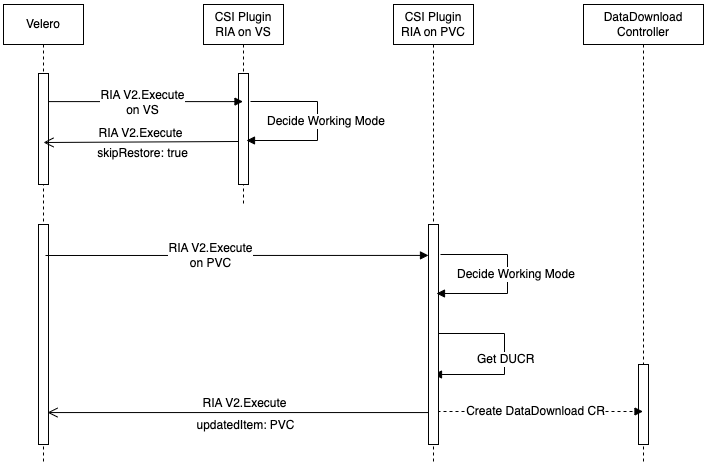 Velero
CSI Plugin
RIA on VS
CSI Plugin
RIA on PVC
DataDownload
Controller
RIA V2.Execute
on VS
Decide Working Mode
RIA V2.Execute
skipRestore: true
RIA V2.Execute
on PVC
Decide Working Mode
Get DUCR
RIA V2.Execute
updatedItem: PVC
Create DataDownload CR